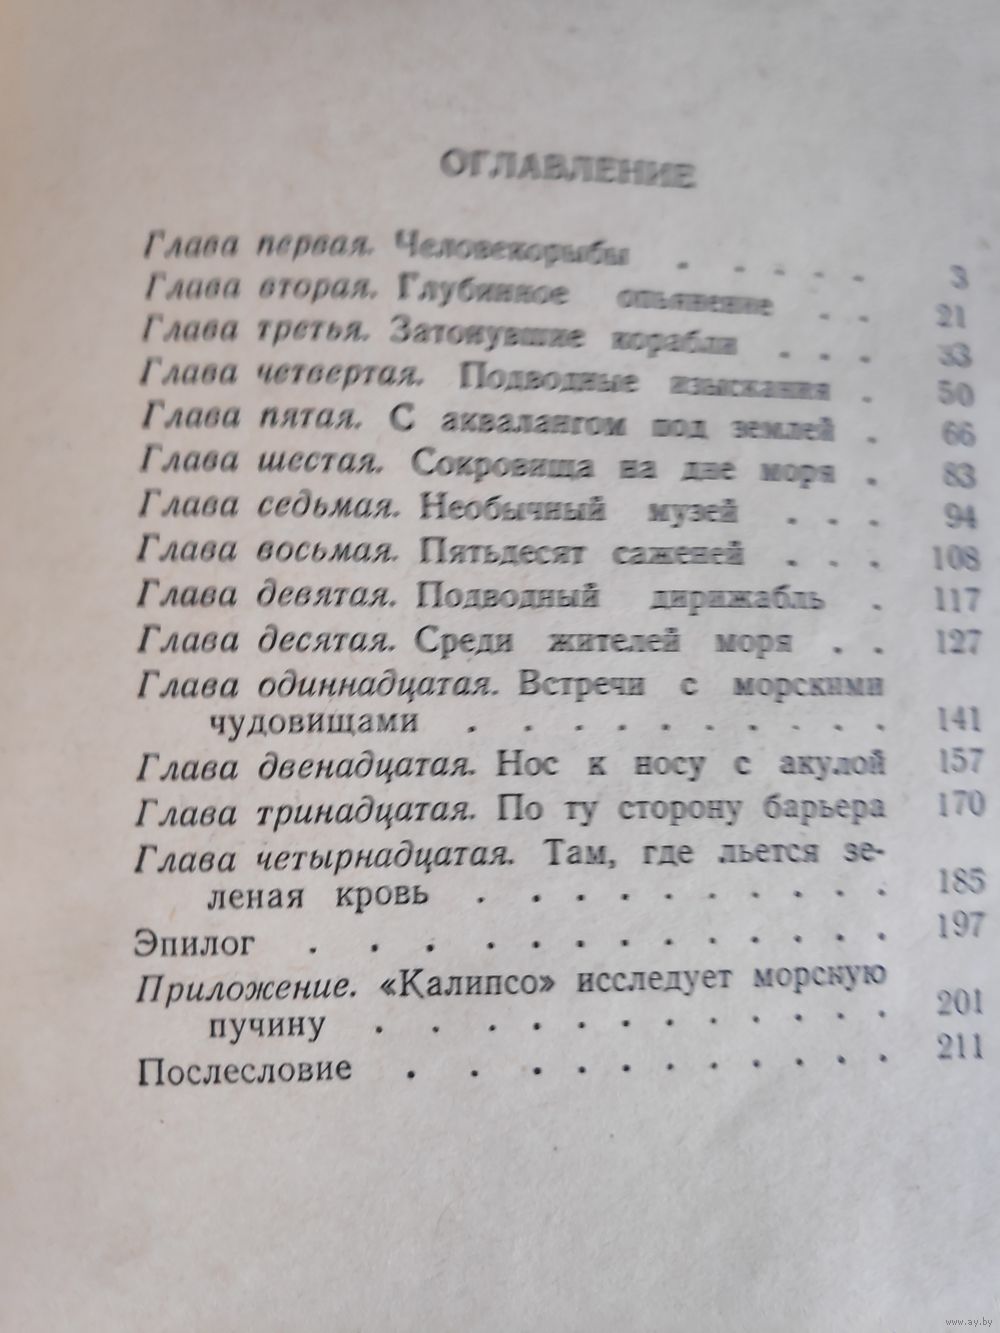 ОГЛАВЛЕНИЕ
Глава первая. Человекорыбы . . . . . 3
Глава вторая. Глубинное опьянение . . 21
Глава третья. Затонувшие корабли . . . 33
Глава четвертая. Подводные изыскания . 50
Глава пятая. С аквалангом под землей . 66
Глава шестая. Сокровища на дне моря . 83
Глава седьмая. Необычный музей . . . 94
Глава восьмая. Пятьдесят саженей . . . 108
Глава девятая. Подводный дирижабль . 117
Глава десятая. Среди жителей моря . . 127
Глава одиннадцатая. Встречи с морскими
чудовищами . . . . . . . . . 141
Глава двенадцатая. Нос к носу с акулой 157
Глава тринадцатая. По ту сторону барьера 170
Глава четырнадцатая. Там, где льется зе-
леная кровь . . . . . . . . . 185
Эпилог . . . . . . . . . . . . 197
Приложение. «Калипсо» исследует морскую
пучину . . . . . . . . . . . 201
Послесловие . . . . . . . . . . 211
www.ay.by